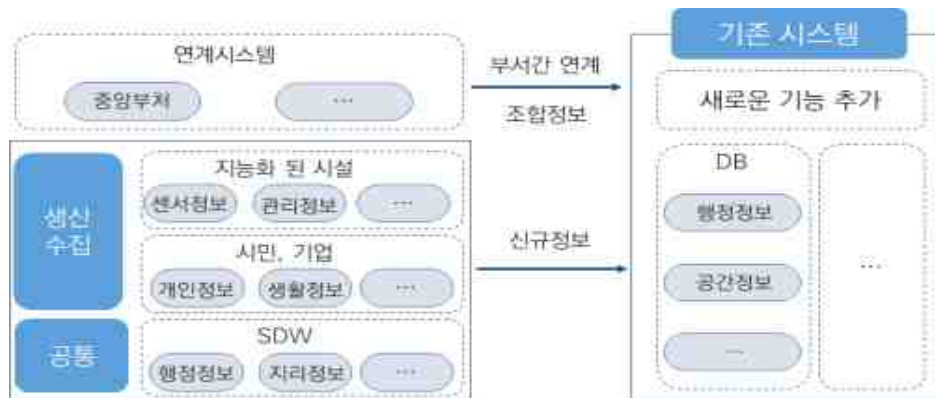 연계시스템
중앙부처
...
생산
수집
지능화 된 시설
센서정보
관리정보
...
시민, 기업
개인정보
생활정보
...
공통
SDW
행정정보
지리정보
...
부서간 연계
조합정보
신규정보
기존 시스템
새로운 기능 추가
DB
행정정보
공간정보
...
...